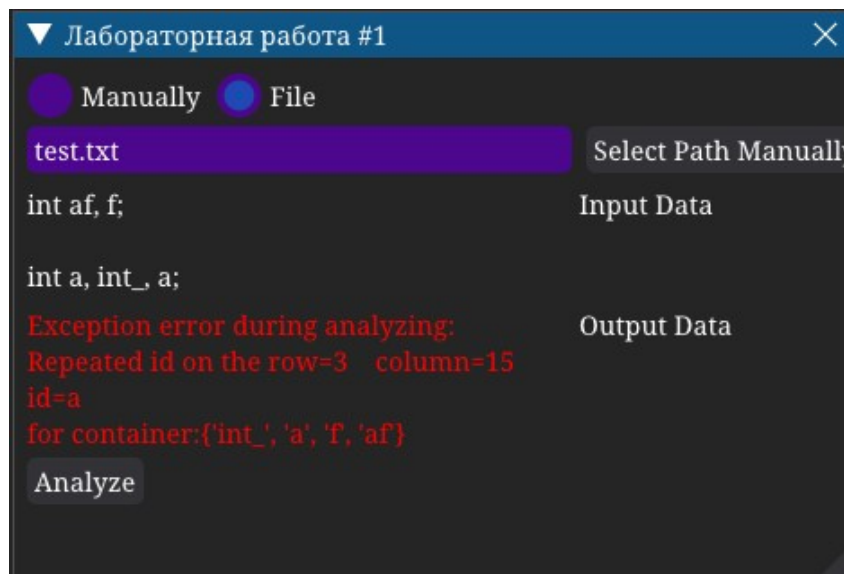 Лабораторная работа #1
Manually File
test.txt Select Path Manually
int af, f; Input Data
int a, int_, a;
Exception error during analyzing: Output Data
Repeated id on the row=3 column=15
id=a
for container:{'int_', 'a', 'f', 'af'}
Analyze